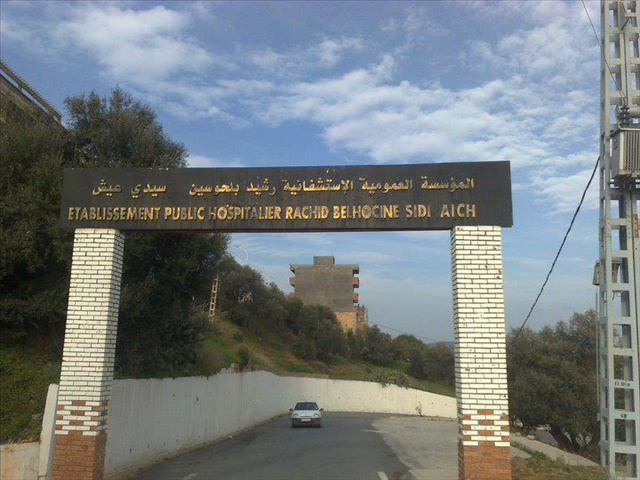 المؤسسة العمومية الإستشفائية رشيد بلحوسين سيدي عيش
ETABLISSEMENT PUBLIC HOSPITALIER RACHID BELHOCINE SIDI AICH